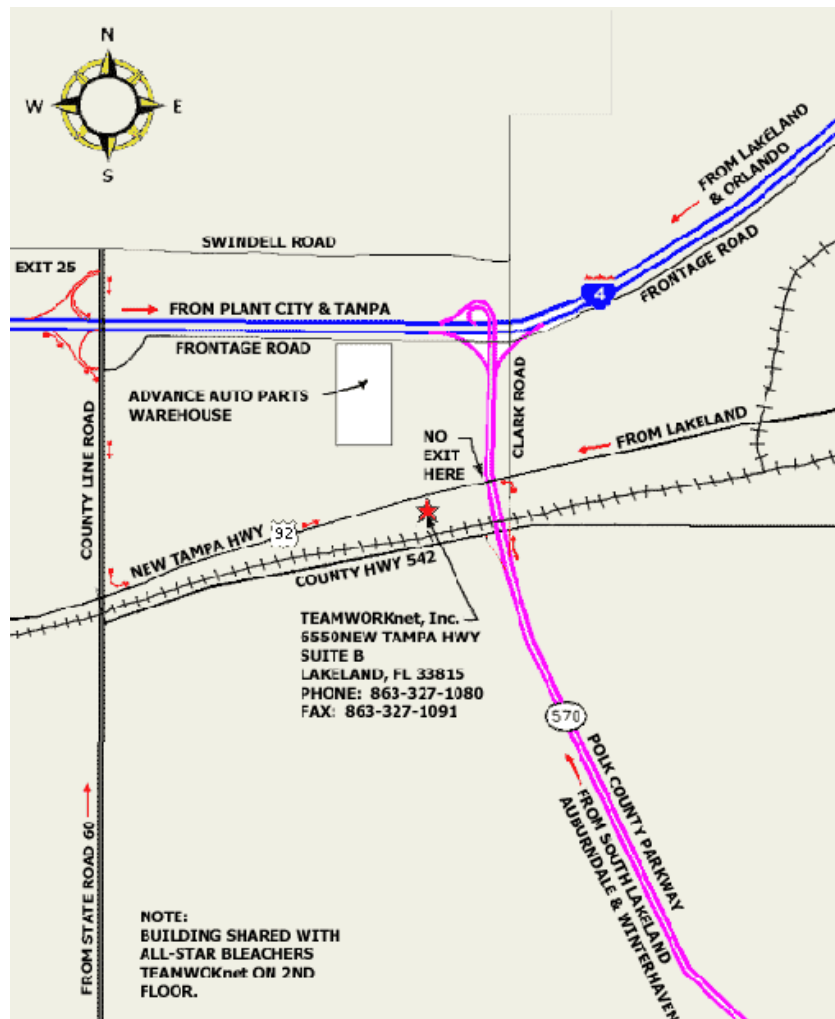 N
W E
S
FROM LAKELAND
& ORLANDO
SWINDELL ROAD
EXIT 25
4
FROM PLANT CITY & TAMPA
FRONTAGE ROAD
FRONTAGE ROAD
ADVANCE AUTO PARTS
WAREHOUSE
CLARK ROAD
FROM LAKELAND
NO
EXIT
HERE
COUNTY LINE ROAD
NEW TAMPA HWY
92
COUNTY HWY 542
TEAMWORKnet, Inc.
6550NEW TAMPA HWY
SUITE B
LAKELAND, FL 33815
PHONE: 863-327-1080
FAX: 863-327-1091
570
POLK COUNTY PARKWAY
FROM SOUTH LAKELAND
AUBURNDALE & WINTERHAVEN
FROM STATE ROAD 60
NOTE:
BUILDING SHARED WITH
ALL-STAR BLEACHERS
TEAMWOKnet ON 2ND
FLOOR.